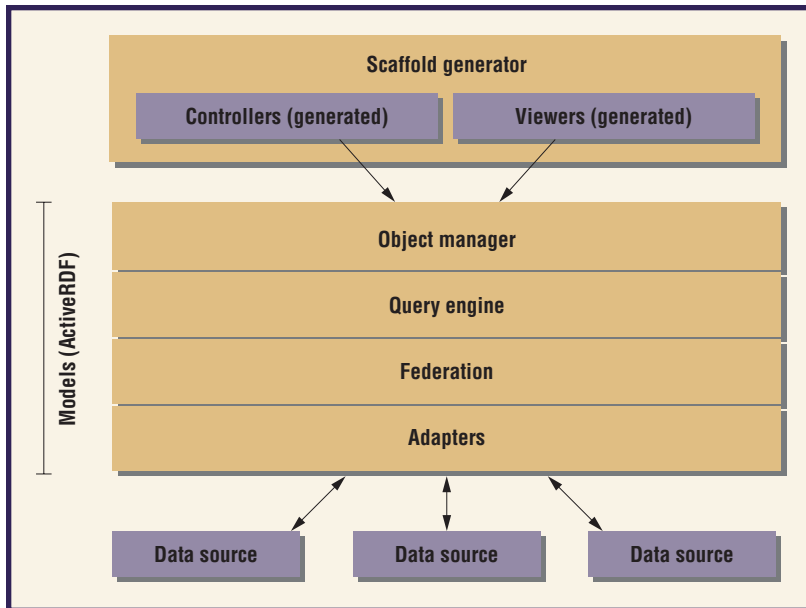 Scaffold generator
Controllers (generated)
Viewers (generated)
Models (ActiveRDF)
Object manager
Query engine
Federation
Adapters
Data source
Data source
Data source